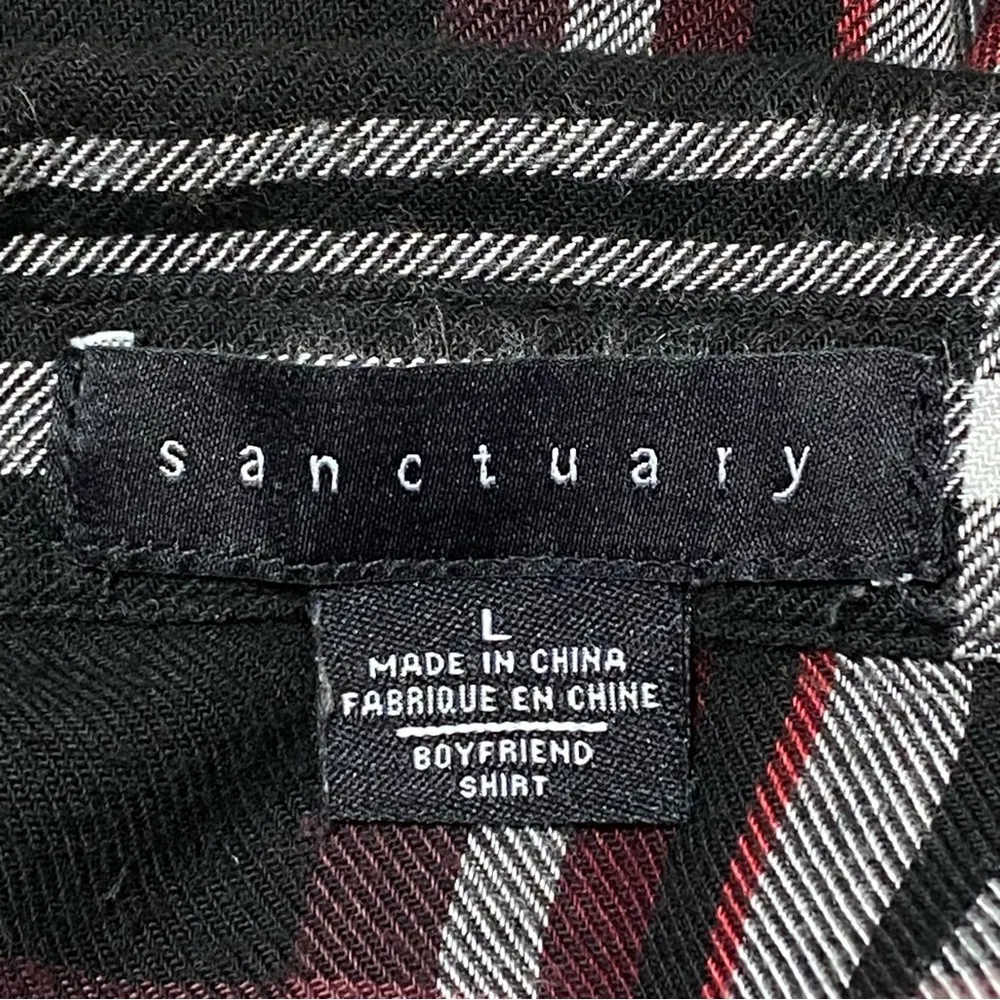 sanctuary
L
MADE IN CHINA
FABRIQUE EN CHINE
BOYFRIEND
SHIRT